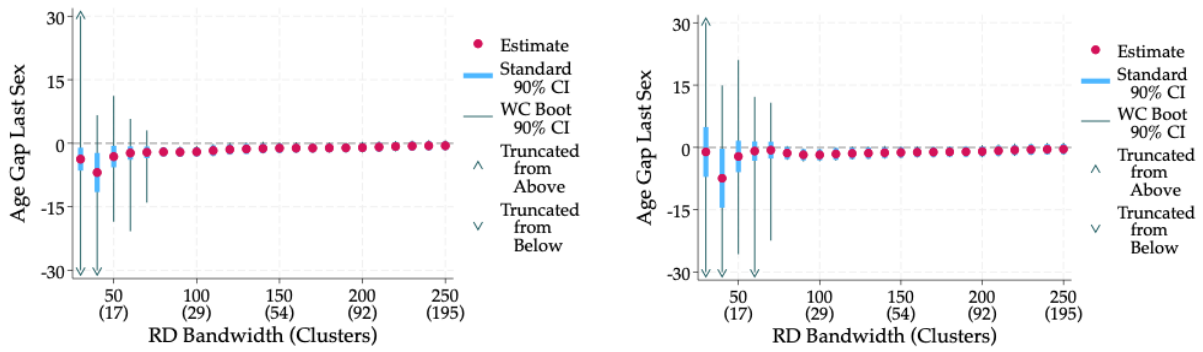 30
15
0
-15
-30
Age Gap Last Sex
50
(17)
100
(29)
150
(54)
200
(92)
250
(195)
RD Bandwidth (Clusters)
Estimate
Standard
90% CI
WC Boot
90% CI
Truncated
from
Above
Truncated
from
Below
30
15
0
-15
-30
Age Gap Last Sex
50
(17)
100
(29)
150
(54)
200
(92)
250
(195)
RD Bandwidth (Clusters)
Estimate
Standard
90% CI
WC Boot
90% CI
Truncated
from
Above
Truncated
from
Below